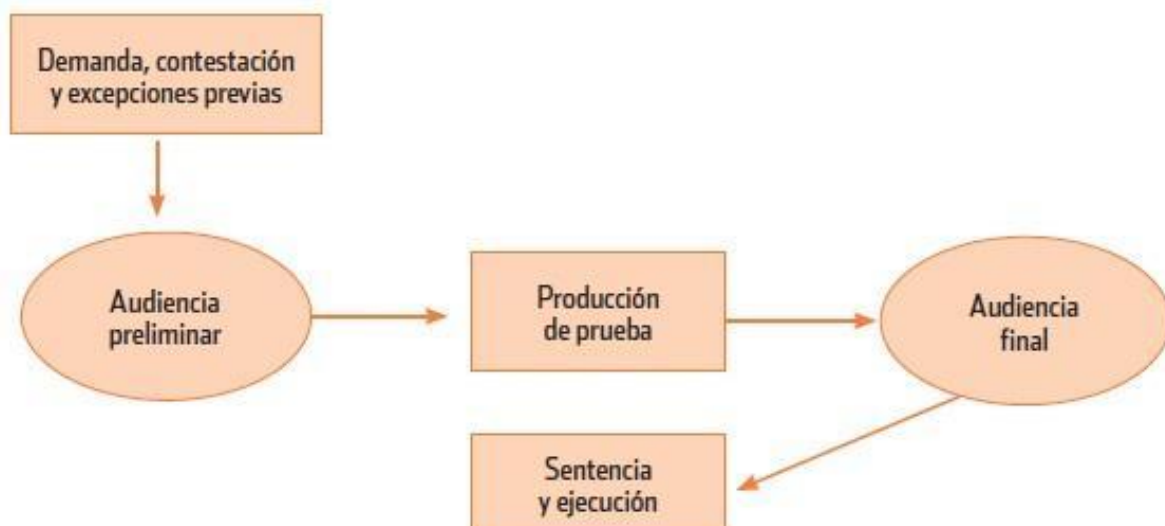 Demanda, contestación
y excepciones previas
Audiencia
preliminar
Producción
de prueba
Audiencia
final
Sentencia
y ejecución